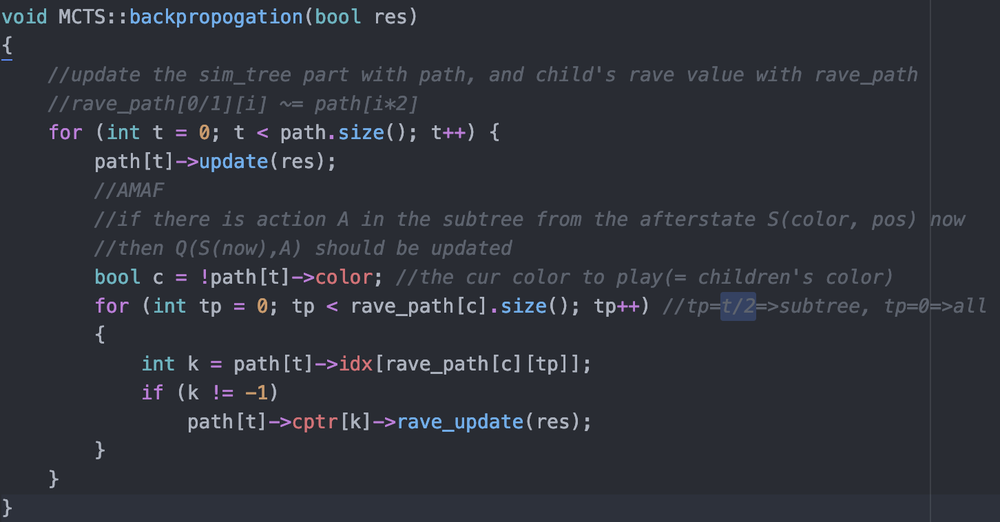 void MCTS::backpropogation(bool res)
{
    //update the sim_tree part with path, and child's rave value with rave_path
    //rave_path[0/1][i] ~= path[i*2]
    for (int t = 0; t < path.size(); t++) {
        path[t]->update(res);
        //AMAF
        //if there is action A in the subtree from the afterstate S(color, pos) now
        //then Q(S(now),A) should be updated
        bool c = !path[t]->color; //the cur color to play(= children's color)
        for (int tp = 0; tp < rave_path[c].size(); tp++) //tp=t/2=>subtree, tp=0=>all
        {
            int k = path[t]->idx[rave_path[c][tp]];
            if (k != -1)
                path[t]->cptr[k]->rave_update(res);
        }
    }
}